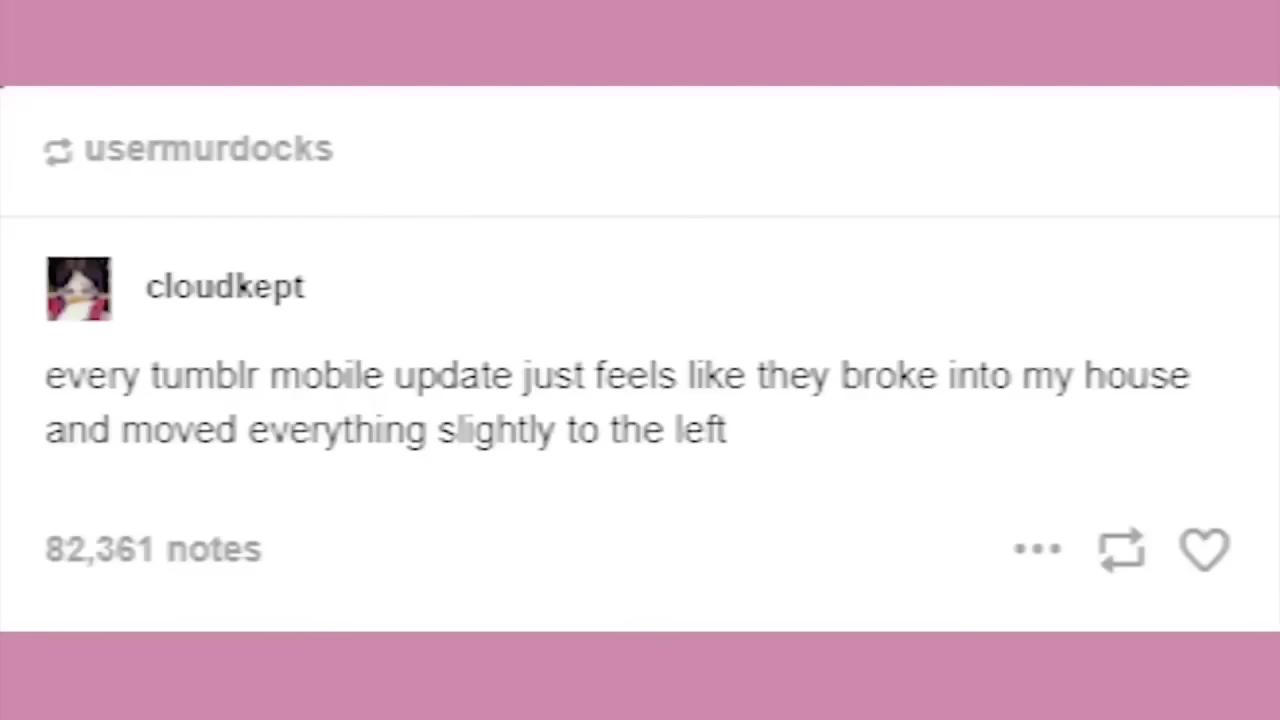 usermurdocks
cloudkept
every tumblr mobile update just feels like they broke into my house
and moved everything slightly to the left
82,361 notes